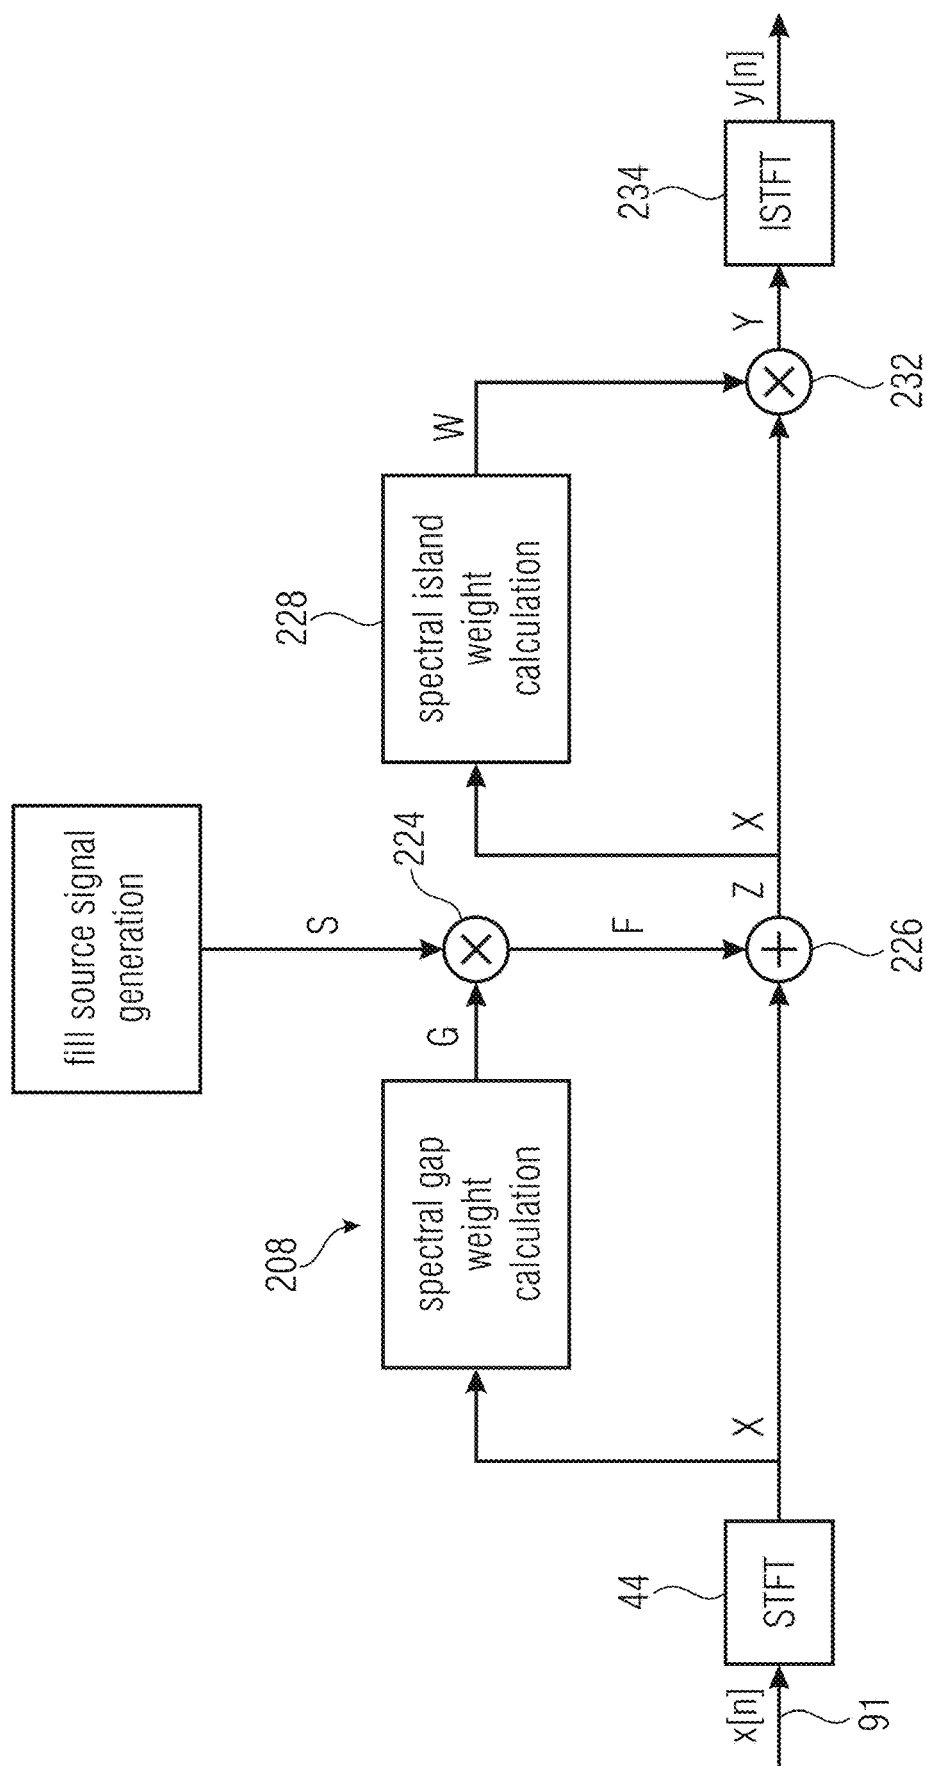 fill source signal
generation
S
208
spectral gap
weight
calculation
G
224
228
spectral island
weight
calculation
W
F
x[n]
91
44
STFT
X
226
Z
X
232
Y
234
ISTFT
y[n]